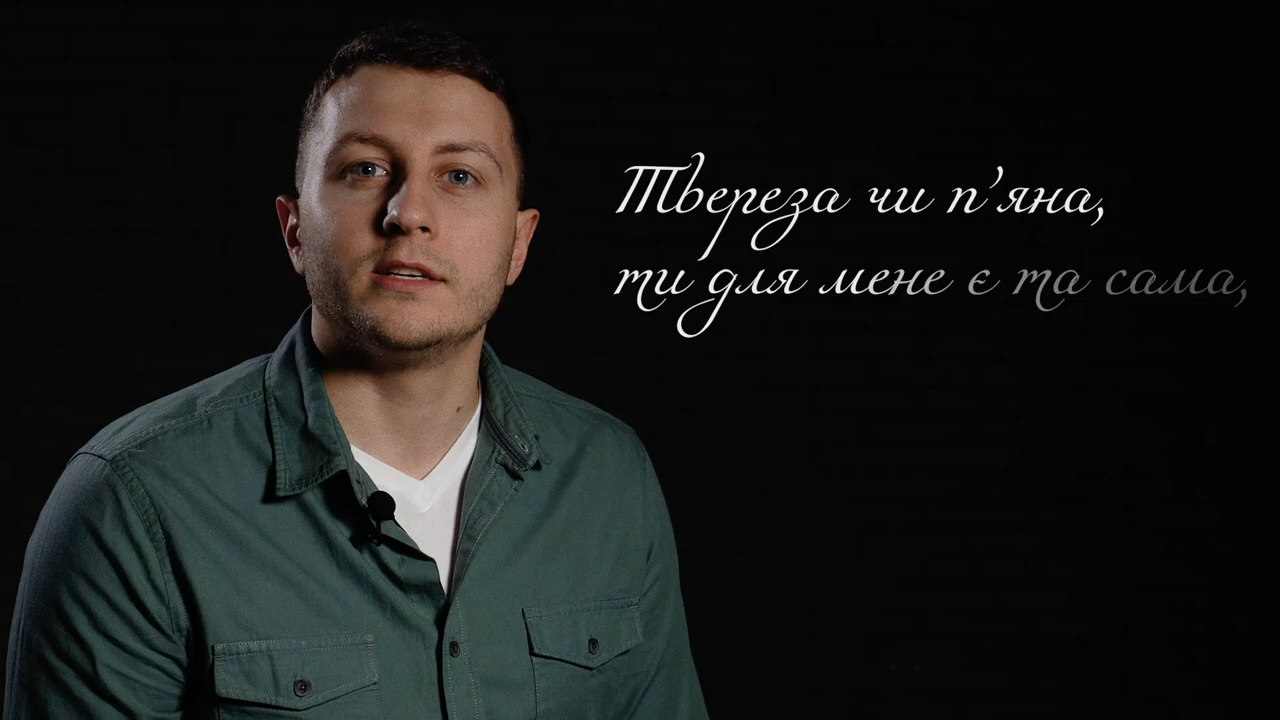 Твереза чи п’яна,
ти для мене є та сама,